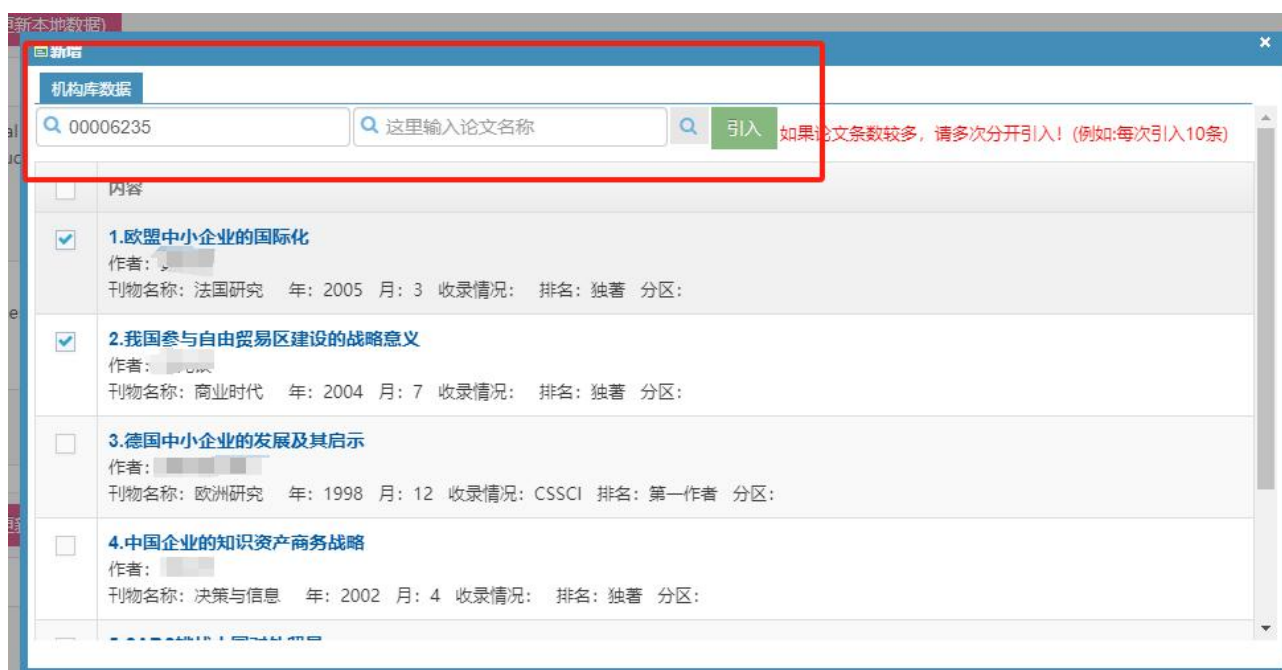 更新本地数据)
新增
机构库数据
00006235 这里输入论文名称 引入 如果论文条数较多，请多次分开引入！(例如:每次引入10条)
内容
1.欧盟中小企业的国际化
作者：
刊物名称：法国研究 年：2005 月：3 收录情况： 排名：独著 分区：
2.我国参与自由贸易区建设的战略意义
作者：
刊物名称：商业时代 年：2004 月：7 收录情况： 排名：独著 分区：
3.德国中小企业的发展及其启示
作者：
刊物名称：欧洲研究 年：1998 月：12 收录情况：CSSCI 排名：第一作者 分区：
4.中国企业的知识资产商务战略
作者：
刊物名称：决策与信息 年：2002 月：4 收录情况： 排名：独著 分区：